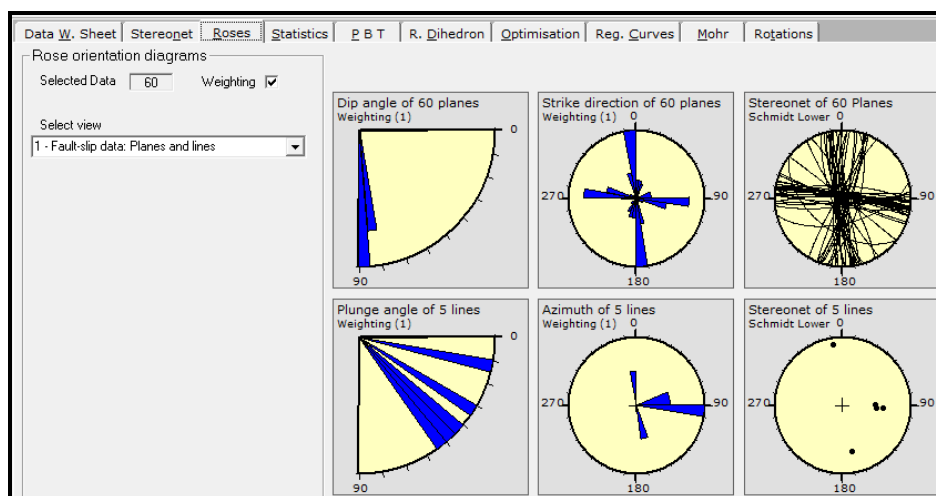 Data W. Sheet Stereonet Roses Statistics P B T R. Dihedron Optimisation Reg. Curves Mohr Rotations
Rose orientation diagrams
Selected Data 60 Weighting
Select view
1 - Fault-slip data: Planes and lines
Dip angle of 60 planes
Weighting (1)
0
90
Strike direction of 60 planes
Weighting (1) 0
270 90
180
Stereonet of 60 Planes
Schmidt Lower 0
270 90
180
Plunge angle of 5 lines
Weighting (1)
0
90
Azimuth of 5 lines
Weighting (1) 0
270 90
180
Stereonet of 5 lines
Schmidt Lower 0
270 90
180